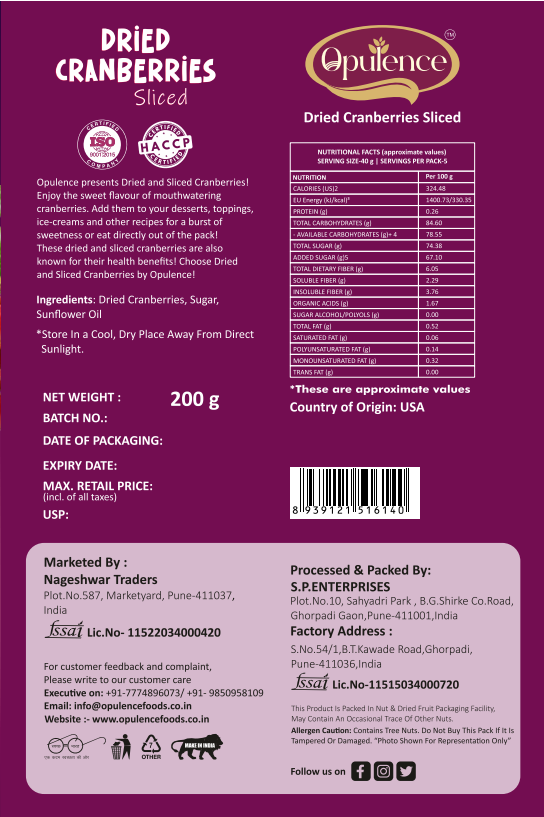 DRIED
CRANBERRIES
Sliced
CERTIFIED
ISO
9001:2015
COMPANY
CERTIFIED
HACCP
CERTIFIED
Opulence presents Dried and Sliced Cranberries!
Enjoy the sweet flavour of mouthwatering
cranberries. Add them to your desserts, toppings,
ice-creams and other recipes for a burst of
sweetness or eat directly out of the pack!
These dried and sliced cranberries are also
known for their health benefits! Choose Dried
and Sliced Cranberries by Opulence!
Ingredients: Dried Cranberries, Sugar,
Sunflower Oil
*Store In a Cool, Dry Place Away From Direct
Sunlight.
NET WEIGHT : 200 g
BATCH NO.:
DATE OF PACKAGING:
EXPIRY DATE:
MAX. RETAIL PRICE:
(incl. of all taxes)
USP:
Opulence TM
Dried Cranberries Sliced
NUTRITIONAL FACTS (approximate values)
SERVING SIZE-40 g | SERVINGS PER PACK-5
NUTRITION Per 100 g
CALORIES (US)2 324.48
EU Energy (kJ/kcal)³ 1400.73/330.35
PROTEIN (g) 0.26
TOTAL CARBOHYDRATES (g) 84.60
- AVAILABLE CARBOHYDRATES (g)+ 4 78.55
TOTAL SUGAR (g) 74.38
ADDED SUGAR (g)5 67.10
TOTAL DIETARY FIBER (g) 6.05
SOLUBLE FIBER (g) 2.29
INSOLUBLE FIBER (g) 3.76
ORGANIC ACIDS (g) 1.67
SUGAR ALCOHOL/POLYOLS (g) 0.00
TOTAL FAT (g) 0.52
SATURATED FAT (g) 0.06
POLYUNSATURATED FAT (g) 0.14
MONOUNSATURATED FAT (g) 0.32
TRANS FAT (g) 0.00
*These are approximate values
Country of Origin: USA
8 939121 516140
Marketed By :
Nageshwar Traders
Plot.No.587, Marketyard, Pune-411037,
India
fssai Lic.No- 11522034000420
For customer feedback and complaint,
Please write to our customer care
Executive on: +91-7774896073/ +91- 9850958109
Email: info@opulencefoods.co.in
Website :- www.opulencefoods.co.in
स्वच्छ भारत
एक कदम स्वच्छता की ओर
7
OTHER
MAKE IN INDIA
Processed & Packed By:
S.P.ENTERPRISES
Plot.No.10, Sahyadri Park , B.G.Shirke Co.Road,
Ghorpadi Gaon,Pune-411001,India
Factory Address :
S.No.54/1,B.T.Kawade Road,Ghorpadi,
Pune-411036,India
fssai Lic.No-11515034000720
This Product Is Packed In Nut & Dried Fruit Packaging Facility,
May Contain An Occasional Trace Of Other Nuts.
Allergen Caution: Contains Tree Nuts. Do Not Buy This Pack If It Is
Tampered Or Damaged. "Photo Shown For Representation Only"
Follow us on